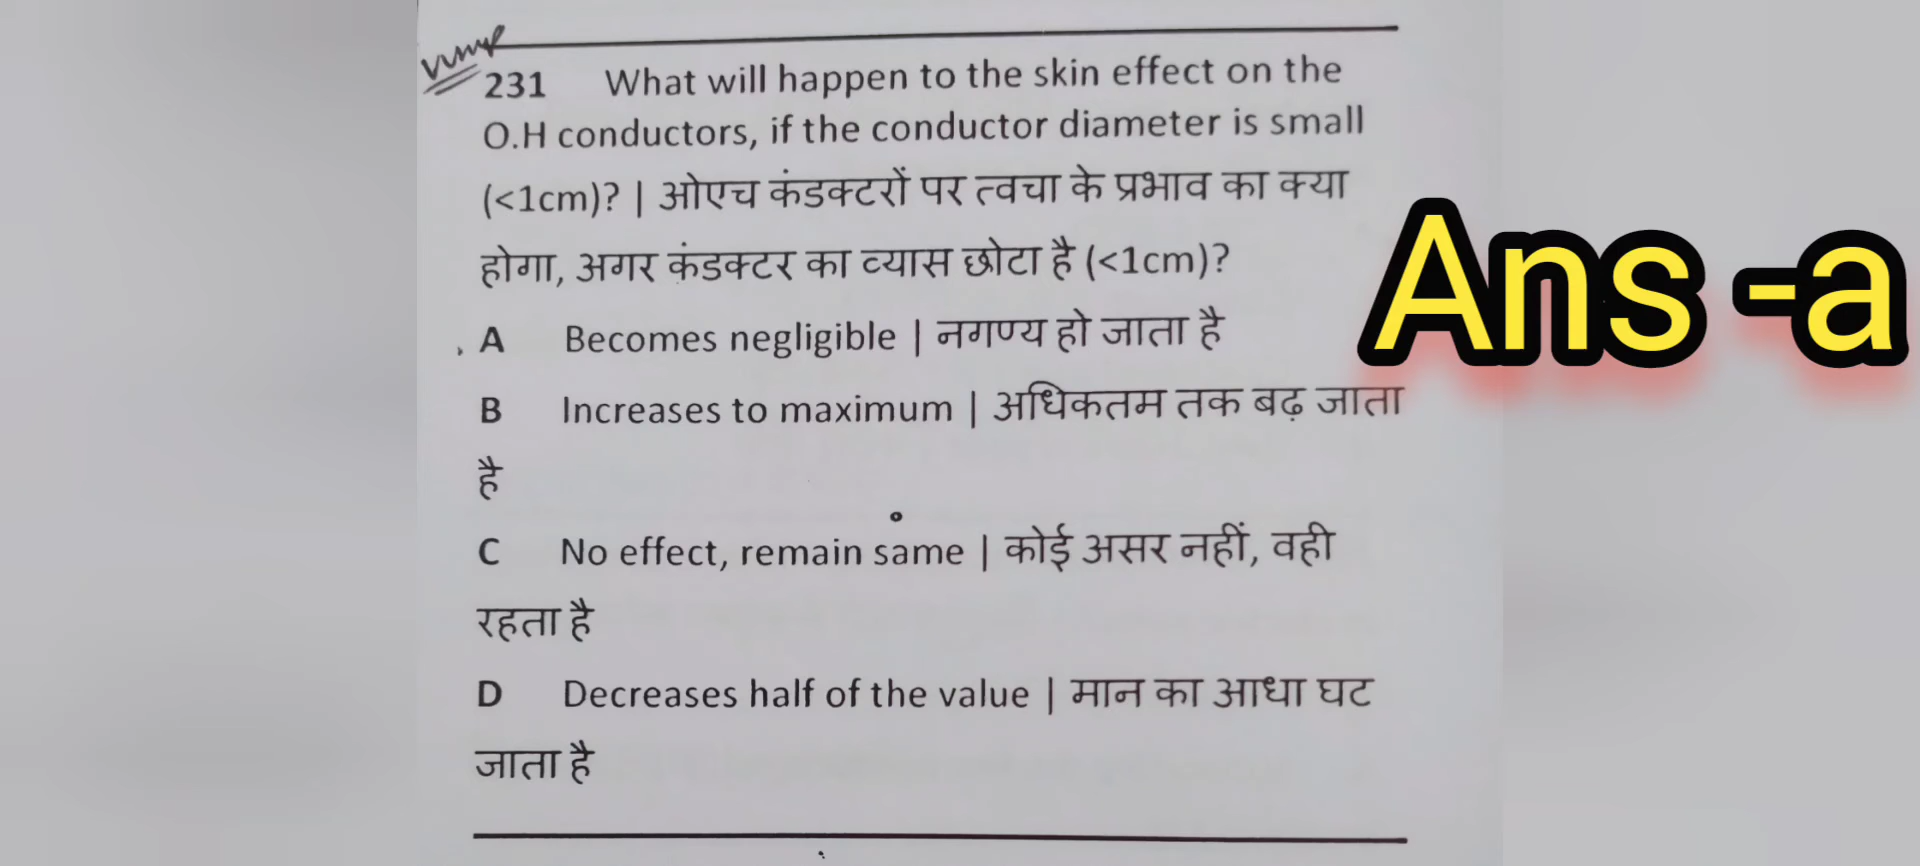 231 What will happen to the skin effect on the
O.H conductors, if the conductor diameter is small
(<1cm)? | ओएच कंडक्टरों पर त्वचा के प्रभाव का क्या
होगा, अगर कंडक्टर का व्यास छोटा है (<1cm)?
A Becomes negligible | नगण्य हो जाता है
B Increases to maximum | अधिकतम तक बढ़ जाता
है
C No effect, remain same | कोई असर नहीं, वही
रहता है
D Decreases half of the value | मान का आधा घट
जाता है
Ans -a